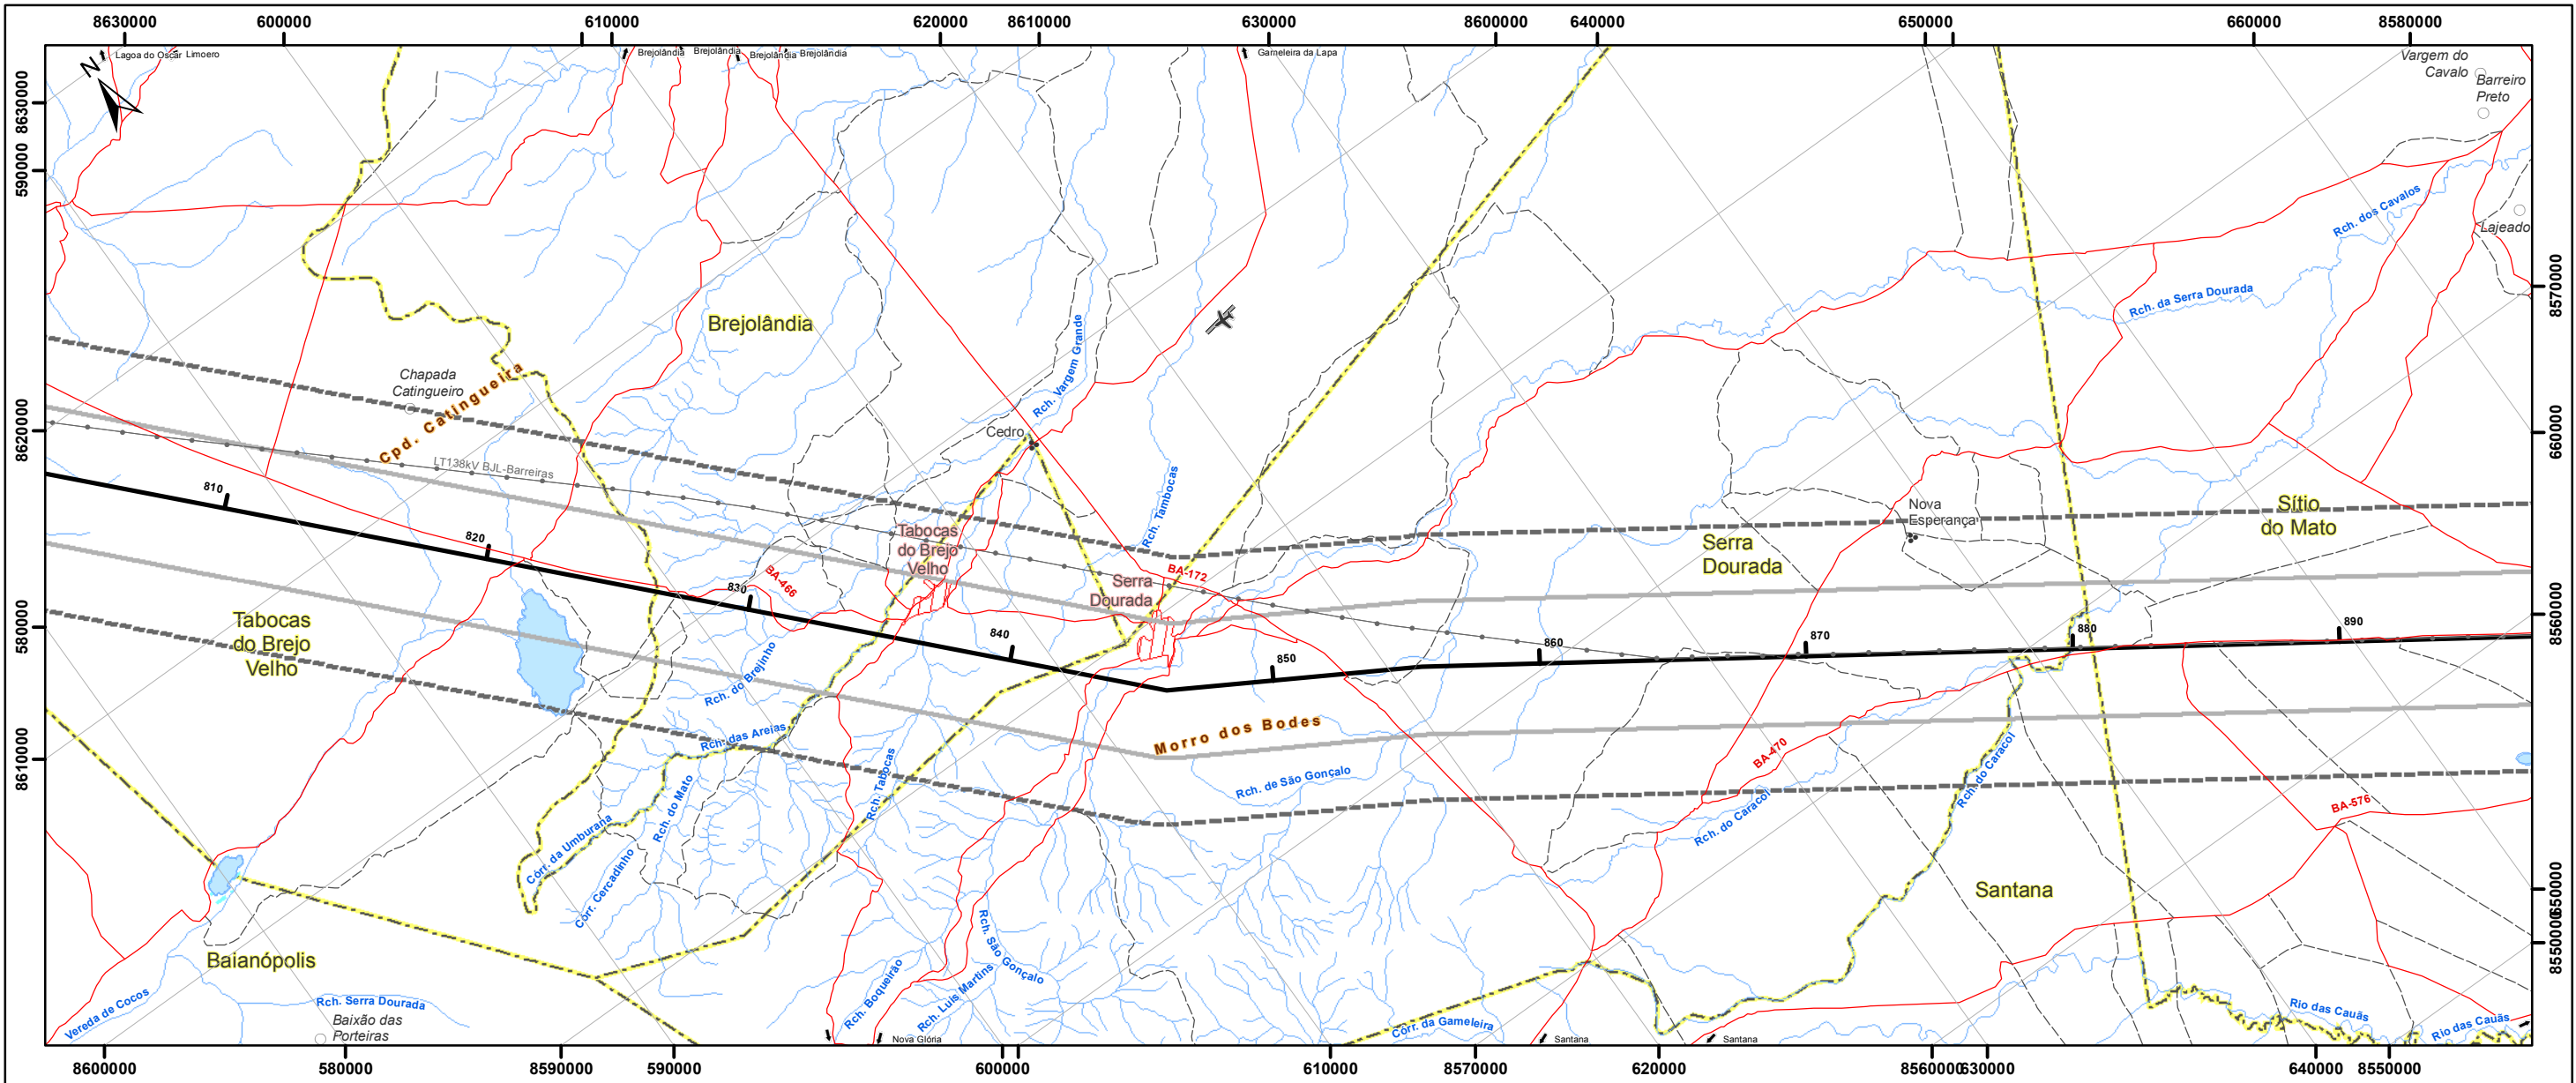 8630000 600000 610000 620000 8610000 630000 8600000 640000 650000 660000 8580000
Lagoa do Oscar Limoero
Brejolândia Brejolândia Brejolândia Brejolândia
Gameleira da Lapa
N
Vargem do
Cavalo
Barreiro
Preto
Lajeado
8630000
590000
8620000
580000
8610000
8570000
660000
8560000
650000
8550000
Rch. dos Cavalos
Rch. da Serra Dourada
Brejolândia
Rch. Vargem Grande
Chapada
Catingueiro
Cpd. Catingueira
LT138kV BJL-Barreiras
Cedro
Rch. Tambocas
Tabocas
do Brejo
Velho
Serra
Dourada
BA-172
BA-466
Nova
Esperança
Serra
Dourada
Sítio
do Mato
810
820
830
840
850
860
870
880
890
Tabocas
do Brejo
Velho
Rch. do Brejinho
Rch. das Areias
Morro dos Bodes
Rch. de São Gonçalo
Rch. Tabocas
Rch. do Mato
Córr. da Umburana
Córr. Cercadinho
BA-470
Rch. do Caracol
Rch. do Caracol
BA-576
Santana
Baianópolis
Vereda de Cocos
Rch. Serra Dourada
Baixão das
Porteiras
Rch. São Gonçalo
Rch. Boqueirão
Rch. Luis Martins
Nova Glória
Córr. da Gameleira
Santana
Santana
Rio das Cauãs
Rio das Cauãs
8600000 580000 8590000 590000 600000 610000 8570000 620000 8560000 630000 640000 8550000